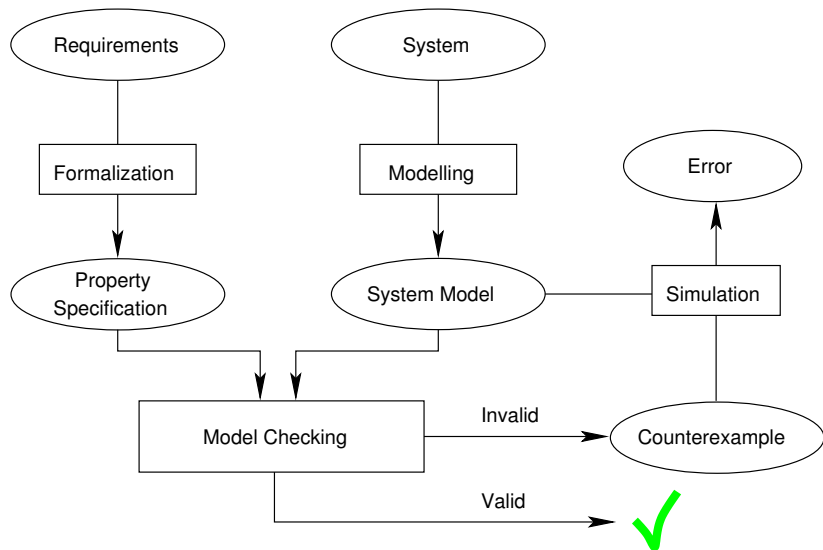 Requirements
System
Formalization
Modelling
Error
Property
Specification
System Model
Simulation
Model Checking
Invalid
Counterexample
Valid